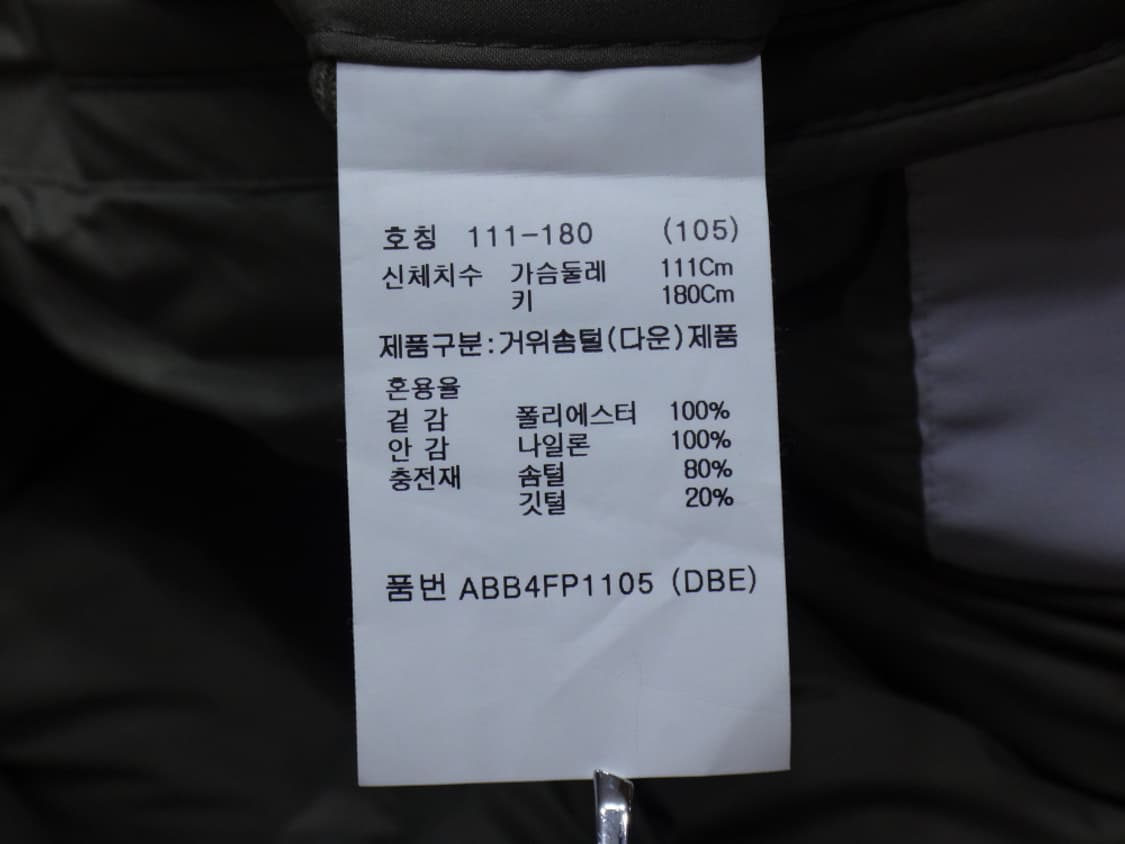 호칭 111-180 (105)
신체치수 가슴둘레 111Cm
키 180Cm
제품구분:거위솜털(다운)제품
혼용율
겉 감 폴리에스터 100%
안 감 나일론 100%
충전재 솜털 80%
깃털 20%
품번 ABB4FP1105 (DBE)